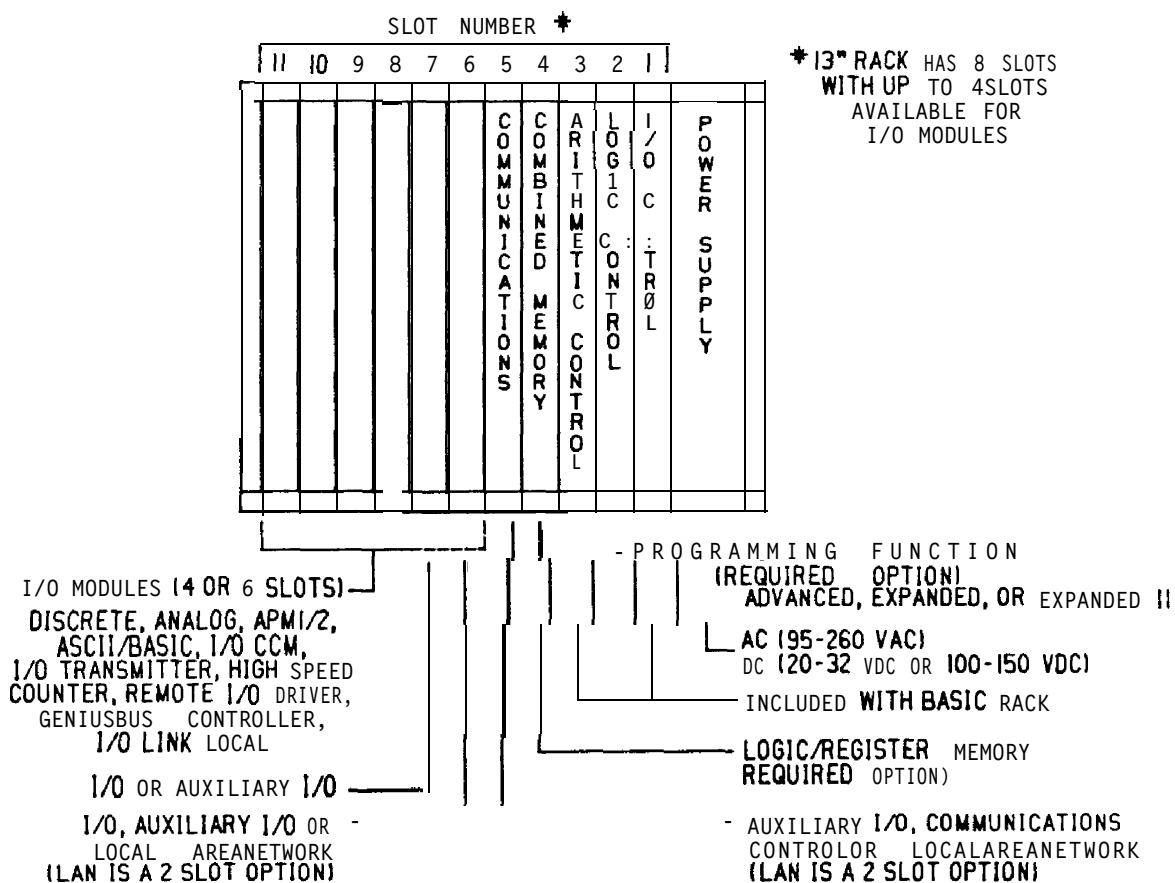 SLOT NUMBER *
11 10 9 8 7 6 5 4 3 2 1
* 13" RACK HAS 8 SLOTS
WITH UP TO 4SLOTS
AVAILABLE FOR
I/O MODULES
COMMUNICATIONS
COMBINED MEMORY
ARITHMETIC CONTROL
LOG1C C:ONTROL
I/O C :TRØL
POWER SUPPLY
I/O MODULES (4 OR 6 SLOTS)
DISCRETE, ANALOG, APM1/2,
ASCII/BASIC, I/O CCM,
I/O TRANSMITTER, HIGH SPEED
COUNTER, REMOTE I/O DRIVER,
GENIUSBUS CONTROLLER,
I/O LINK LOCAL
I/O OR AUXILIARY I/O
I/O, AUXILIARY I/O OR -
LOCAL AREANETWORK
(LAN IS A 2 SLOT OPTION)
- PROGRAMMING FUNCTION
(REQUIRED OPTION)
ADVANCED, EXPANDED, OR EXPANDED II
AC (95-260 VAC)
DC (20-32 VDC OR 100-150 VDC)
INCLUDED WITH BASIC RACK
LOGIC/REGISTER MEMORY
REQUIRED OPTION)
- AUXILIARY I/O, COMMUNICATIONS
CONTROLOR LOCALAREANETWORK
(LAN IS A 2 SLOT OPTION)